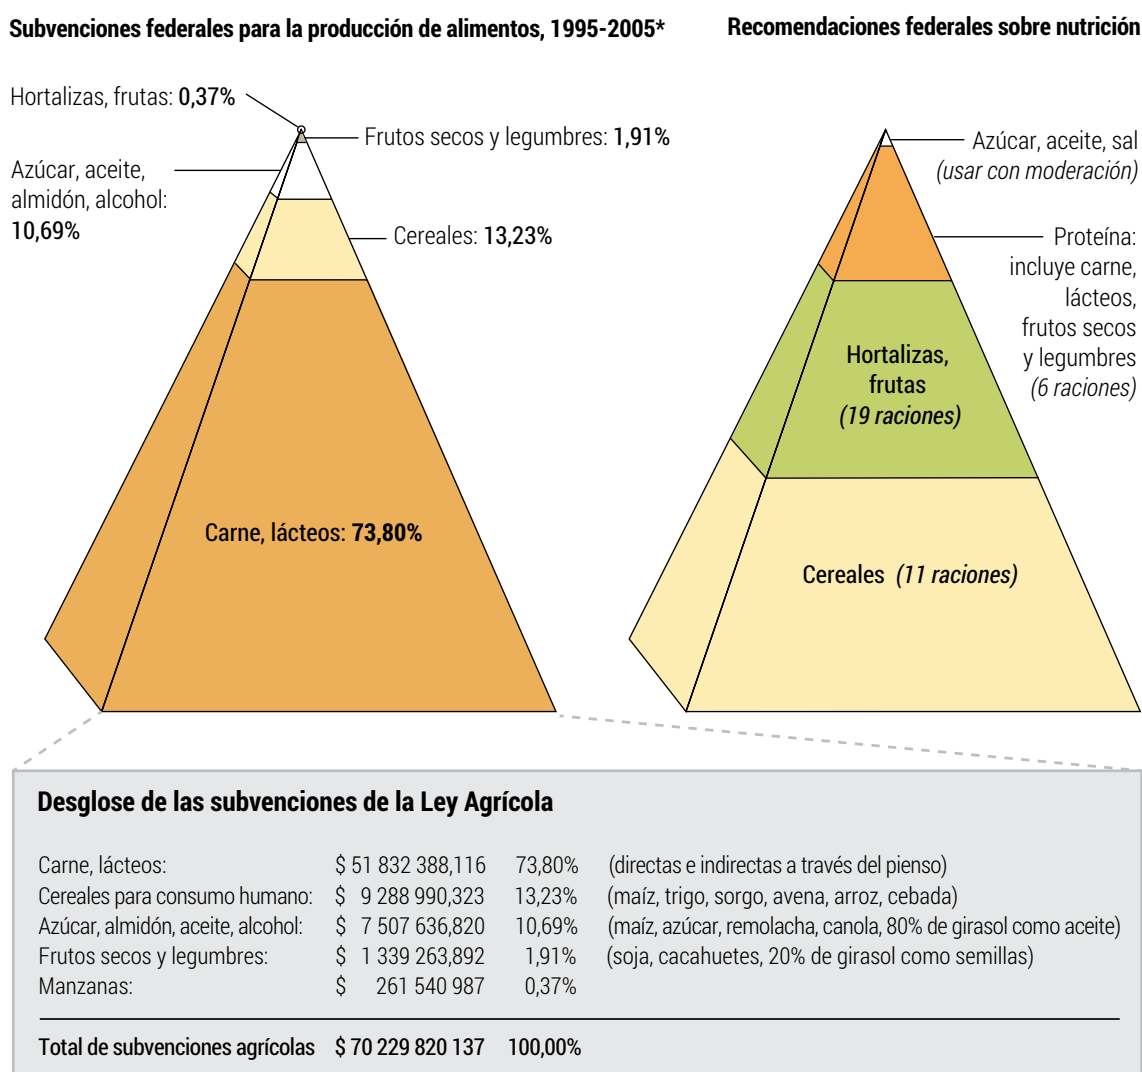 Subvenciones federales para la producción de alimentos, 1995-2005*
Hortalizas, frutas: 0,37%
Frutos secos y legumbres: 1,91%
Azúcar, aceite,
almidón, alcohol:
10,69%
Cereales: 13,23%
Carne, lácteos: 73,80%
Recomendaciones federales sobre nutrición
Azúcar, aceite, sal
(usar con moderación)
Proteína:
incluye carne,
lácteos,
frutos secos
y legumbres
(6 raciones)
Hortalizas,
frutas
(19 raciones)
Cereales (11 raciones)
Desglose de las subvenciones de la Ley Agrícola
Carne, lácteos: $ 51 832 388,116 73,80% (directas e indirectas a través del pienso)
Cereales para consumo humano: $ 9 288 990,323 13,23% (maíz, trigo, sorgo, avena, arroz, cebada)
Azúcar, almidón, aceite, alcohol: $ 7 507 636,820 10,69% (maíz, azúcar, remolacha, canola, 80% de girasol como aceite)
Frutos secos y legumbres: $ 1 339 263,892 1,91% (soja, cacahuetes, 20% de girasol como semillas)
Manzanas: $ 261 540 987 0,37%
Total de subvenciones agrícolas $ 70 229 820 137 100,00%